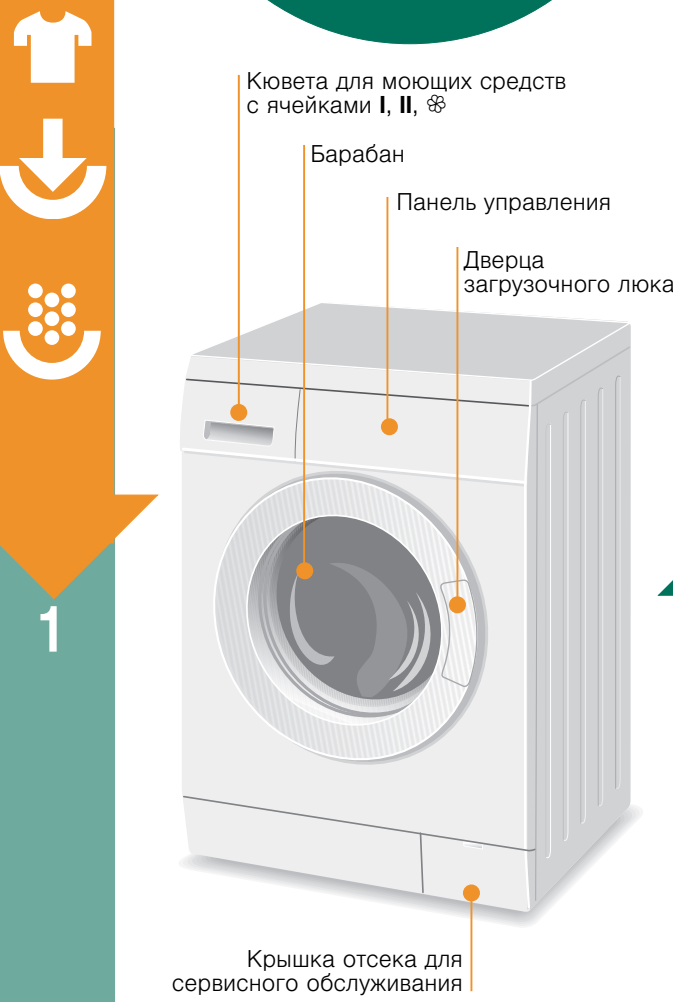 Кювета для моющих средств
с ячейками I, II, ❀
Барабан
Панель управления
Дверца
загрузочного люка
1
Крышка отсека для
сервисного обслуживания